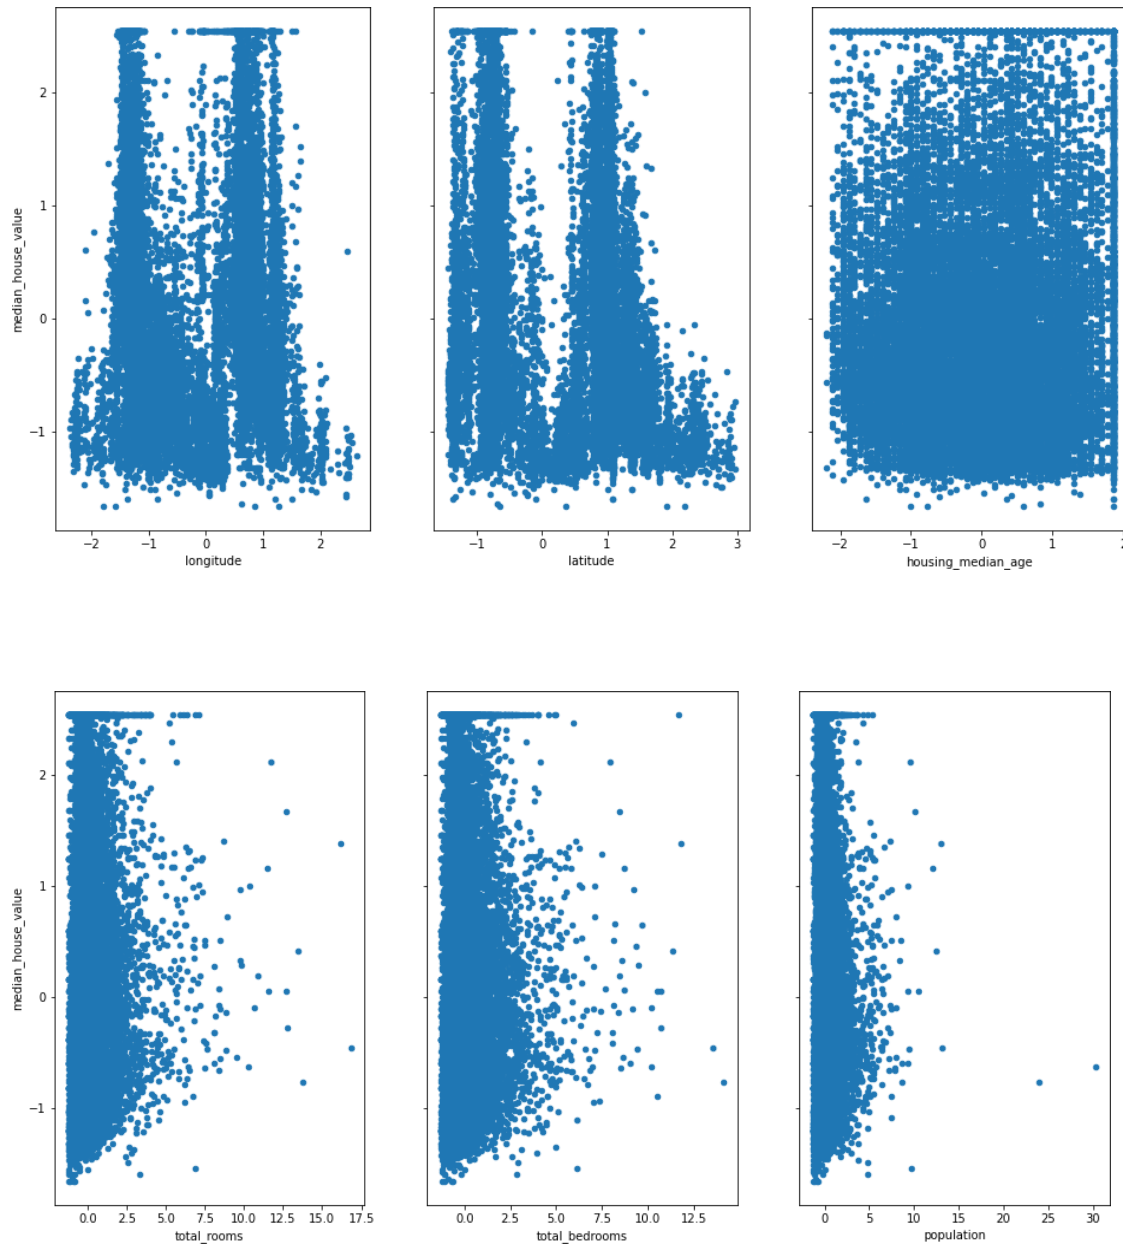 median_house_value
2
1
0
−1
−2 −1 0 1 2
longitude
−1 0 1 2 3
latitude
−2 −1 0 1 2
housing_median_age
median_house_value
2
1
0
−1
0.0 2.5 5.0 7.5 10.0 12.5 15.0 17.5
total_rooms
0.0 2.5 5.0 7.5 10.0 12.5
total_bedrooms
0 5 10 15 20 25 30
population